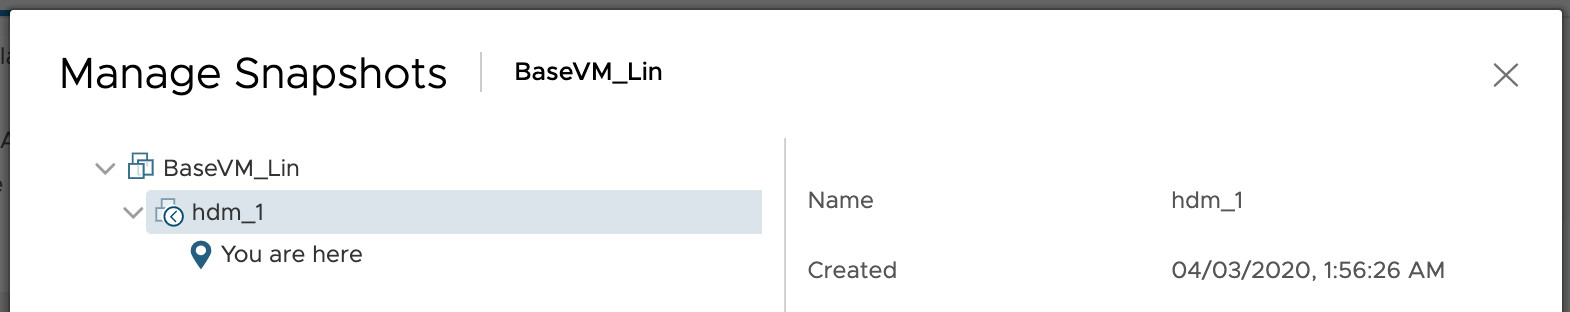 Manage Snapshots BaseVM_Lin
BaseVM_Lin
hdm_1
You are here
Name hdm_1
Created 04/03/2020, 1:56:26 AM